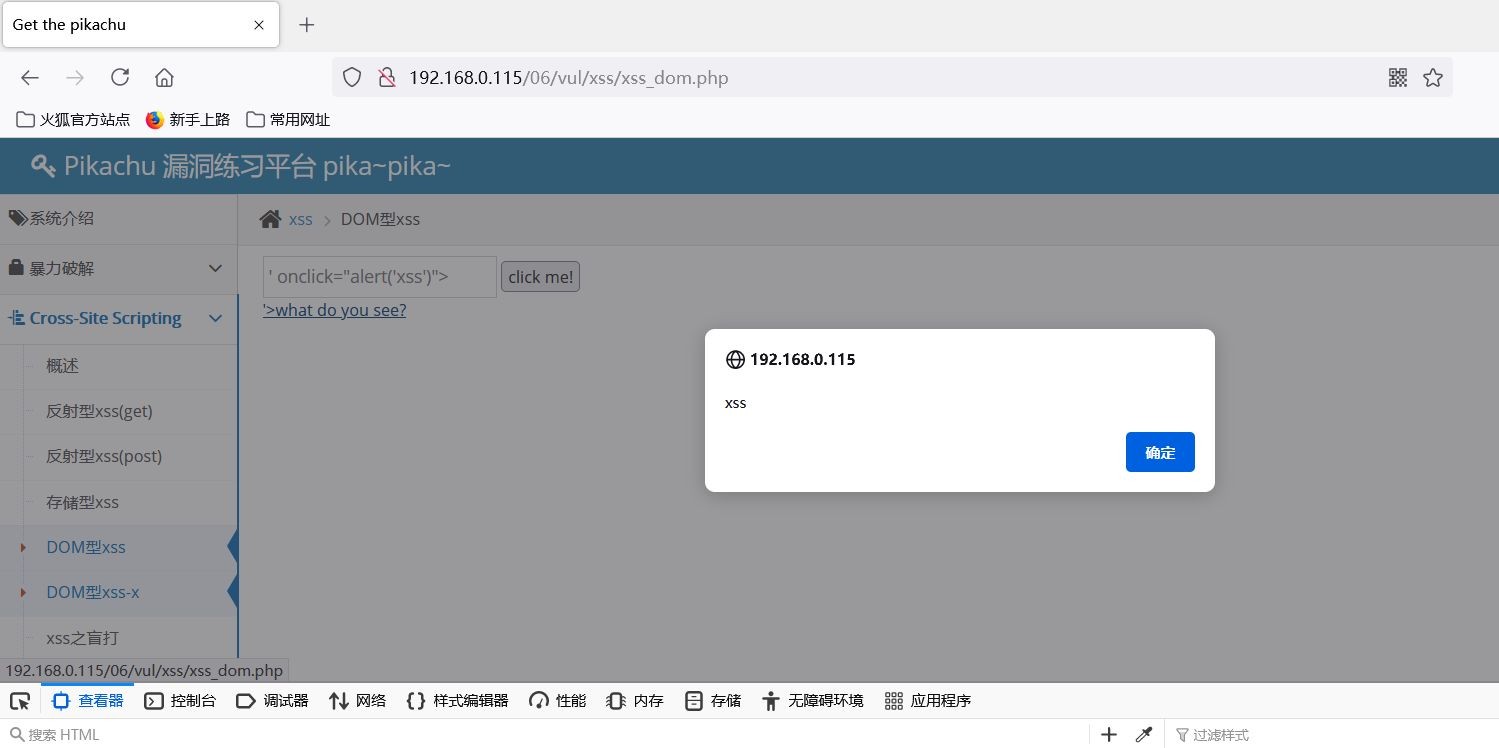 Get the pikachu
192.168.0.115/06/vul/xss/xss_dom.php
火狐官方站点 新手上路 常用网址
Pikachu 漏洞练习平台 pika~pika~
系统介绍
xss > DOM型xss
暴力破解
' onclick="alert('xss')"> click me!
'>what do you see?
Cross-Site Scripting
192.168.0.115
xss
确定
概述
反射型xss(get)
反射型xss(post)
存储型xss
DOM型xss
DOM型xss-x
xss之盲打
192.168.0.115/06/vul/xss/xss_dom.php
查看器 控制台 调试器 网络 样式编辑器 性能 内存 存储 无障碍环境 应用程序
搜索 HTML 过滤样式